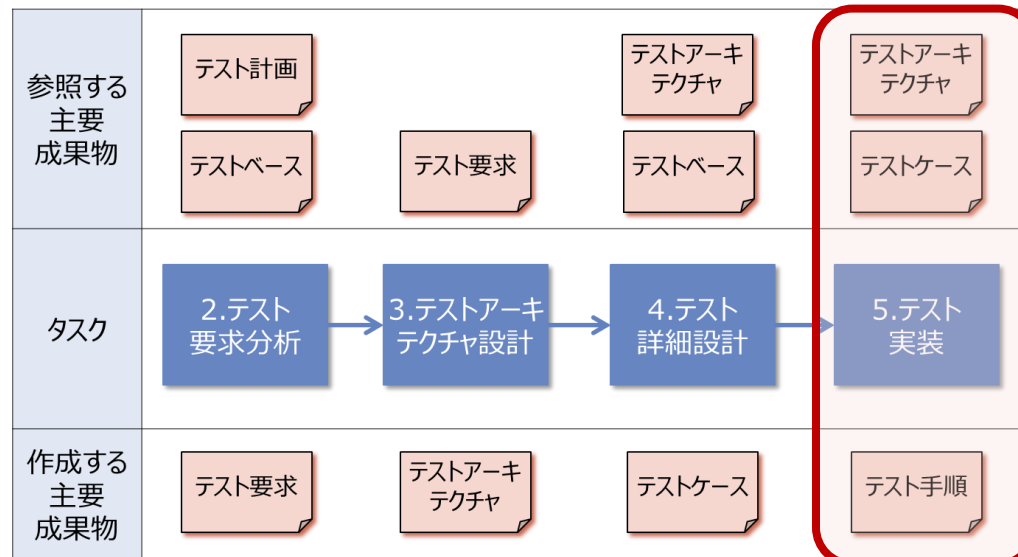 参照する
主要
成果物
テスト計画
テストアーキ
テクチャ
テストアーキ
テクチャ
テストベース
テスト要求
テストベース
テストケース
タスク
2.テスト
要求分析
3.テストアーキ
テクチャ設計
4.テスト
詳細設計
5.テスト
実装
作成する
主要
成果物
テスト要求
テストアーキ
テクチャ
テストケース
テスト手順